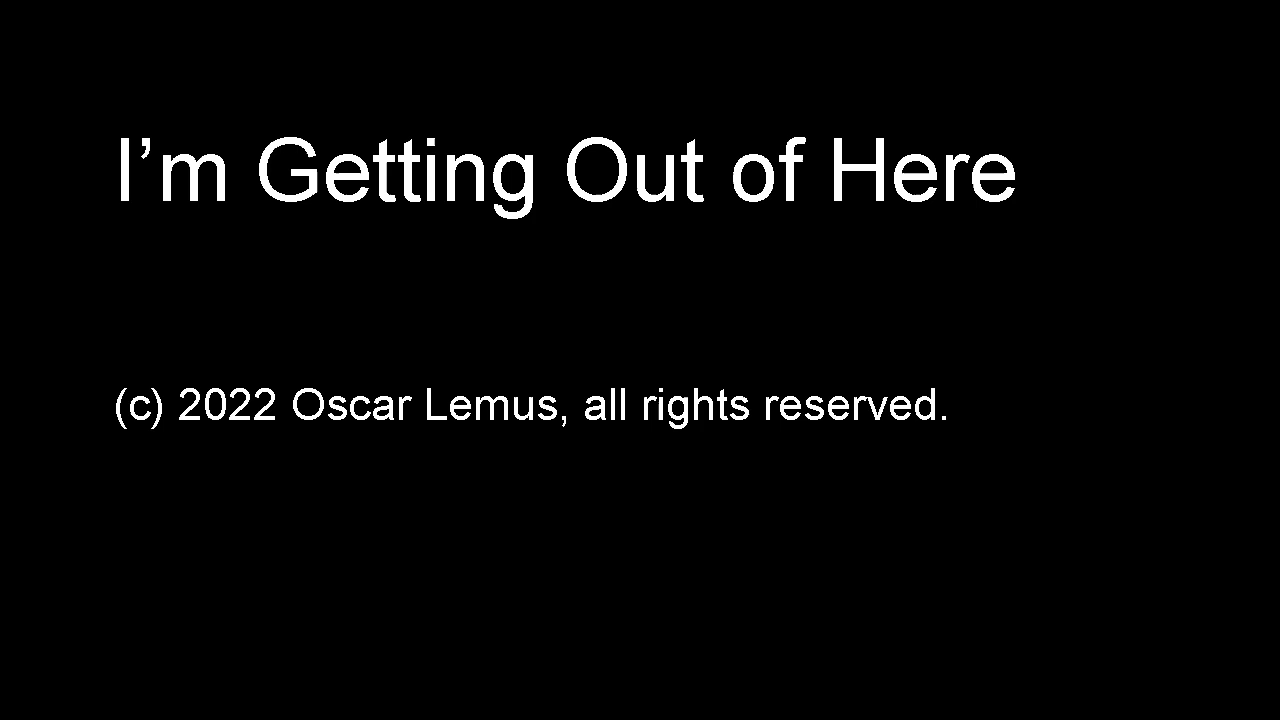 I’m Getting Out of Here
(c) 2022 Oscar Lemus, all rights reserved.